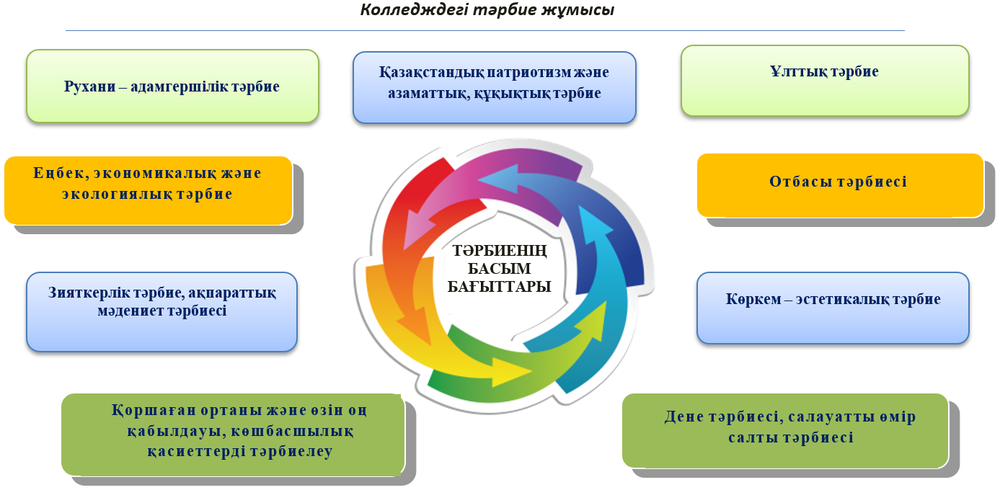 Колледждегі тәрбие жұмысы
Рухани – адамгершілік тәрбие
Қазақстандық патриотизм және
азаматтық, құқықтық тәрбие
Ұлттық тәрбие
Еңбек, экономикалық және
экологиялық тәрбие
Отбасы тәрбиесі
ТӘРБИЕНІҢ
БАСЫМ
БАҒЫТТАРЫ
Зияткерлік тәрбие, ақпараттық
мәдениет тәрбиесі
Көркем – эстетикалық тәрбие
Қоршаған ортаны және өзін оң
қабылдауы, көшбасшылық
қасиеттерді тәрбиелеу
Дене тәрбиесі, салауатты өмір
салты тәрбиесі